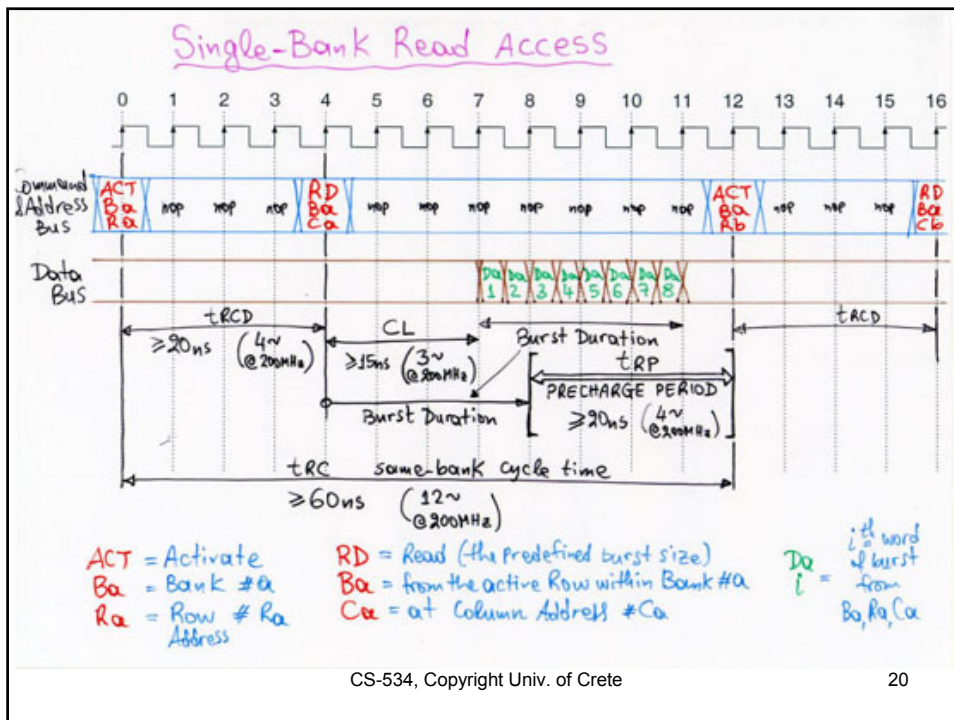 Single-Bank Read Access
0 1 2 3 4 5 6 7 8 9 10 11 12 13 14 15 16
Command & Address Bus
ACT Ba Ra nop nop nop RD Ba Ca nop nop nop nop nop nop nop ACT Ba Rb nop nop nop RD Ba Cb
Data Bus
Da 1 Da 2 Da 3 Da 4 Da 5 Da 6 Da 7 Da 8
tRCD
≥20ns (4~ @200MHz)
CL
≥15ns (3~ @200MHz)
Burst Duration
tRCD
tRP
PRECHARGE PERIOD
≥20ns (4~ @200MHz)
Burst Duration
tRC same-bank cycle time
≥60ns (12~ @200MHz)
ACT = Activate
Ba = Bank #a
Ra = Row # Ra
Address
RD = Read (the predefined burst size)
Ba = from the active Row within Bank #a
Ca = at Column Address #Ca
Da i = ith word
of burst
from
Ba, Ra, Ca
CS-534, Copyright Univ. of Crete
20